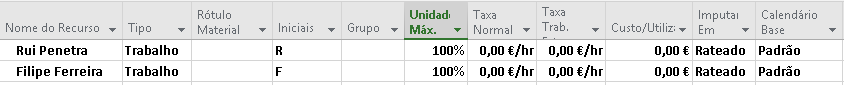 Nome do Recurso Tipo Rótulo Material Iniciais Grupo Unidade Máx. Taxa Normal Taxa Trab. Custo/Utiliz Imputar Em Calendário Base
Rui Penetra Trabalho R 100% 0,00 €/hr 0,00 €/hr 0,00 € Rateado Padrão
Filipe Ferreira Trabalho F 100% 0,00 €/hr 0,00 €/hr 0,00 € Rateado Padrão